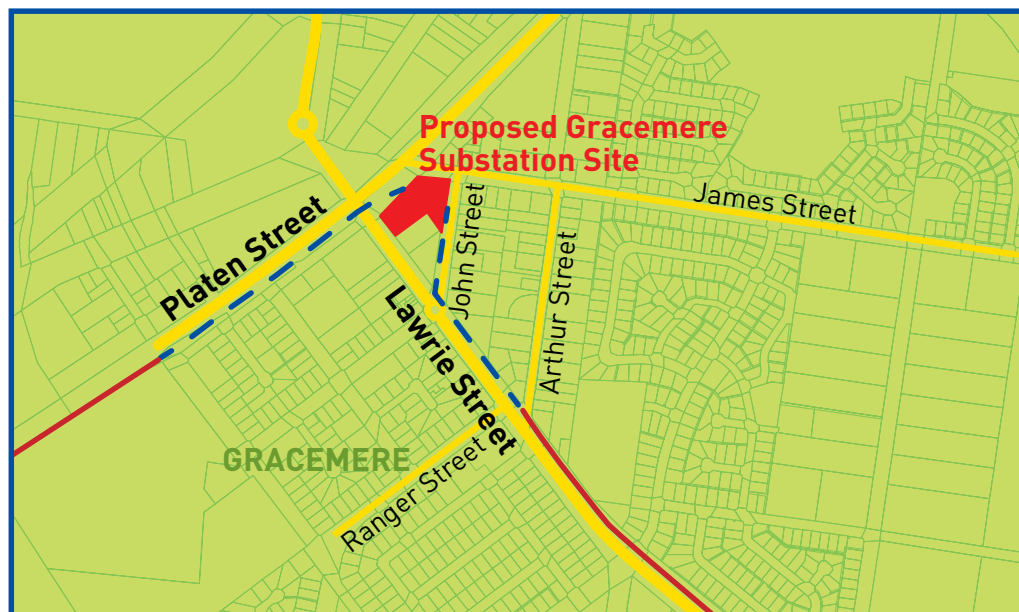 Proposed Gracemere
Substation Site
James Street
Platen Street
John Street
Arthur Street
Lawrie Street
GRACEMERE
Ranger Street